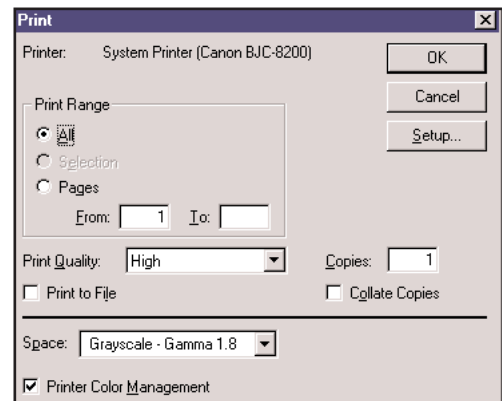 Print
Printer: System Printer (Canon BJC-8200)
OK
Cancel
Setup...
Print Range
All
Selection
Pages
From: 1 To:
Print Quality: High
Copies: 1
Print to File
Collate Copies
Space: Grayscale - Gamma 1.8
Printer Color Management